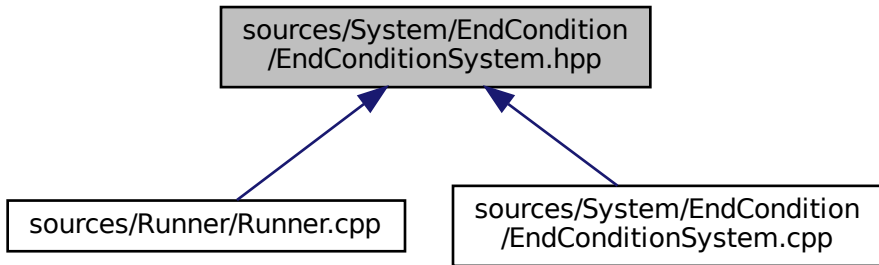 sources/System/EndCondition
/EndConditionSystem.hpp
sources/Runner/Runner.cpp
sources/System/EndCondition
/EndConditionSystem.cpp